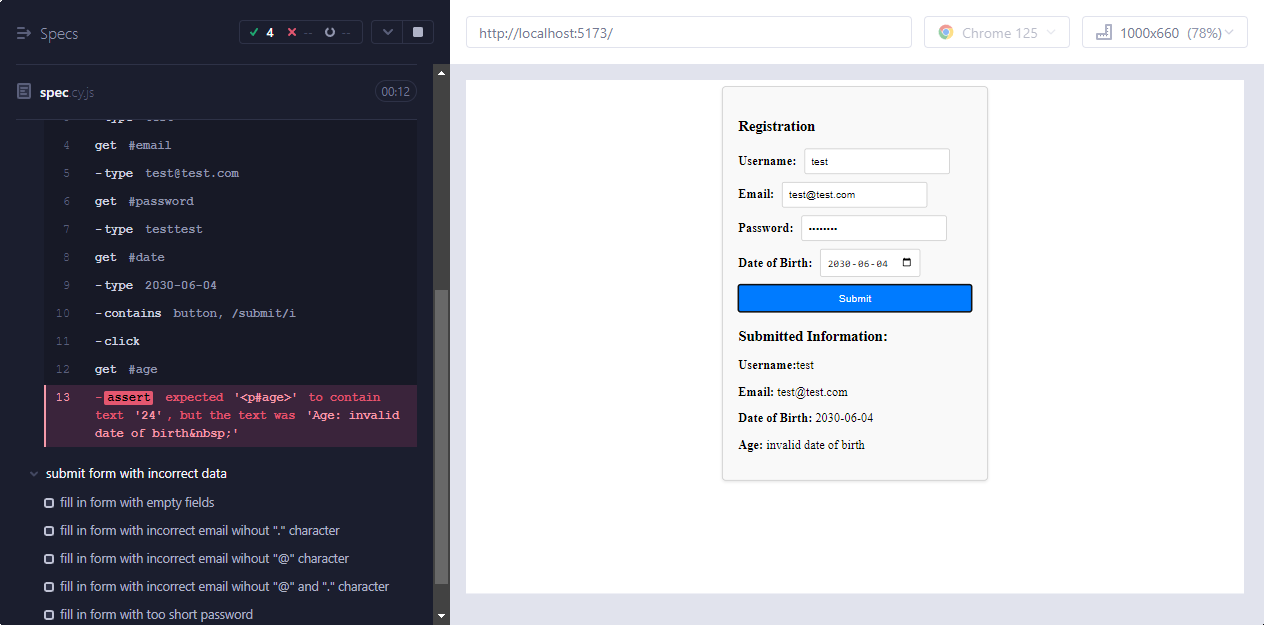 Specs
4
--
--
http://localhost:5173/
Chrome 125
1000x660 (78%)
spec.cy.js
00:12
4 get #email
5 -type test@test.com
6 get #password
7 -type testtest
8 get #date
9 -type 2030-06-04
10 -contains button, /submit/i
11 -click
12 get #age
13 -assert expected '<p#age>' to contain
text '24', but the text was 'Age: invalid
date of birth&nbsp;'
submit form with incorrect data
fill in form with empty fields
fill in form with incorrect email wihout "." character
fill in form with incorrect email wihout "@" character
fill in form with incorrect email wihout "@" and "." character
fill in form with too short password
Registration
Username: test
Email: test@test.com
Password: ••••••••
Date of Birth: 2030-06-04
Submit
Submitted Information:
Username:test
Email: test@test.com
Date of Birth: 2030-06-04
Age: invalid date of birth